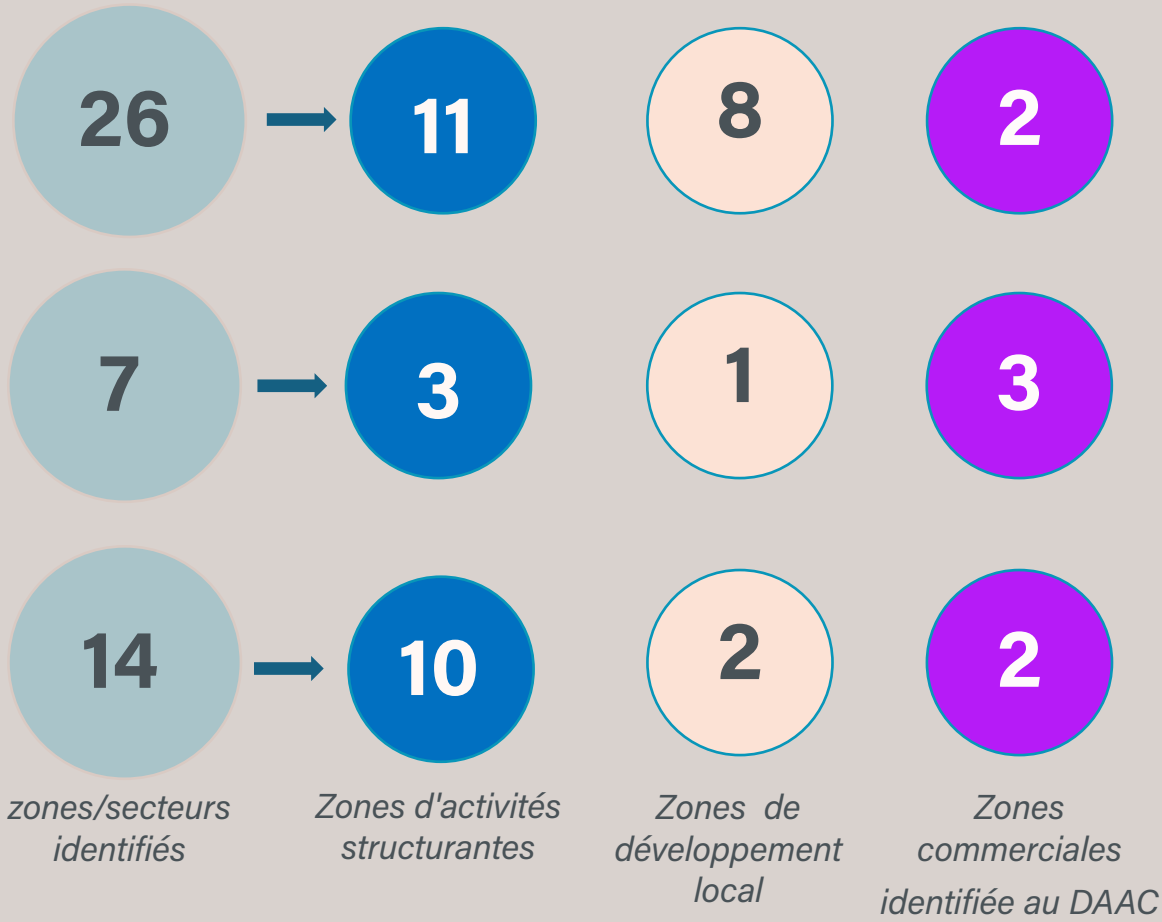 26 11 8 2
7 3 1 3
14 10 2 2
zones/secteurs
identifiés
Zones d'activités
structurantes
Zones de
développement
local
Zones
commerciales
identifiée au DAAC